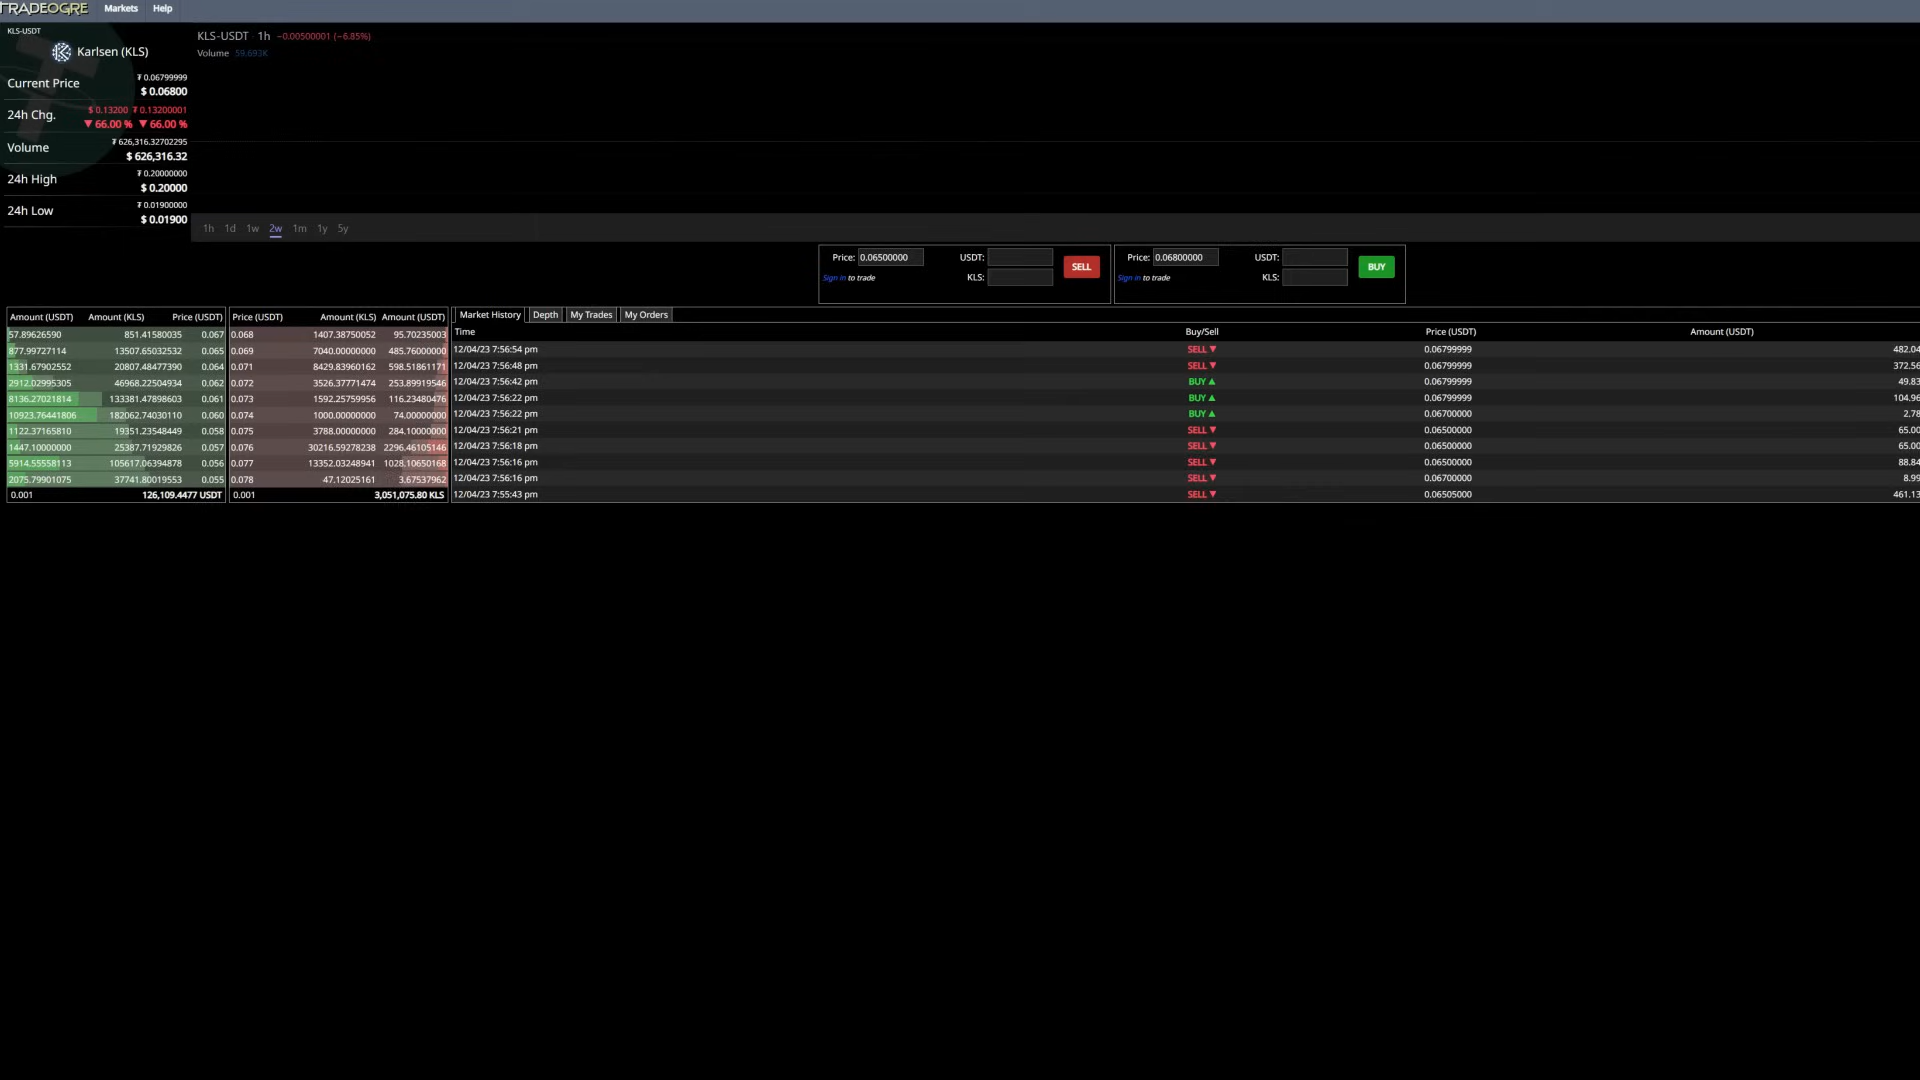 TRADEOGRE Markets Help
KLS-USDT
Karlsen (KLS)
Current Price ₮ 0.06799999
$ 0.06800
24h Chg. $ 0.13200 ₮ 0.13200001
▼ 66.00 % ▼ 66.00 %
Volume ₮ 626,316.32702295
$ 626,316.32
24h High ₮ 0.20000000
$ 0.20000
24h Low ₮ 0.01900000
$ 0.01900
KLS-USDT 1h −0.00500001 (−6.85%)
Volume 59.693K
1h 1d 1w 2w 1m 1y 5y
Price: 0.06500000 USDT: SELL
Sign in to trade KLS:
Price: 0.06800000 USDT: BUY
Sign in to trade KLS:
Amount (USDT) Amount (KLS) Price (USDT)
57.89626590 851.41580035 0.067
877.99727114 13507.65032532 0.065
1331.67902552 20807.48477390 0.064
2912.02995305 46968.22504934 0.062
8136.27021814 133381.47898603 0.061
10923.76441806 182062.74030110 0.060
1122.37165810 19351.23548449 0.058
1447.10000000 25387.71929826 0.057
5914.55558113 105617.06394878 0.056
2075.79901075 37741.80019553 0.055
0.001 126,109.4477 USDT
Price (USDT) Amount (KLS) Amount (USDT)
0.068 1407.38750052 95.70235003
0.069 7040.00000000 485.76000000
0.071 8429.83960162 598.51861171
0.072 3526.37771474 253.89919546
0.073 1592.25759956 116.23480476
0.074 1000.00000000 74.00000000
0.075 3788.00000000 284.10000000
0.076 30216.59278238 2296.46105146
0.077 13352.03248941 1028.10650168
0.078 47.12025161 3.67537962
0.001 3,051,075.80 KLS
Market History Depth My Trades My Orders
Time Buy/Sell Price (USDT) Amount (USDT)
12/04/23 7:56:54 pm SELL ▼ 0.06799999 482.04
12/04/23 7:56:48 pm SELL ▼ 0.06799999 372.56
12/04/23 7:56:42 pm BUY ▲ 0.06799999 49.83
12/04/23 7:56:22 pm BUY ▲ 0.06799999 104.96
12/04/23 7:56:22 pm BUY ▲ 0.06700000 2.78
12/04/23 7:56:21 pm SELL ▼ 0.06500000 65.00
12/04/23 7:56:18 pm SELL ▼ 0.06500000 65.00
12/04/23 7:56:16 pm SELL ▼ 0.06500000 88.84
12/04/23 7:56:16 pm SELL ▼ 0.06700000 8.99
12/04/23 7:55:43 pm SELL ▼ 0.06505000 461.13